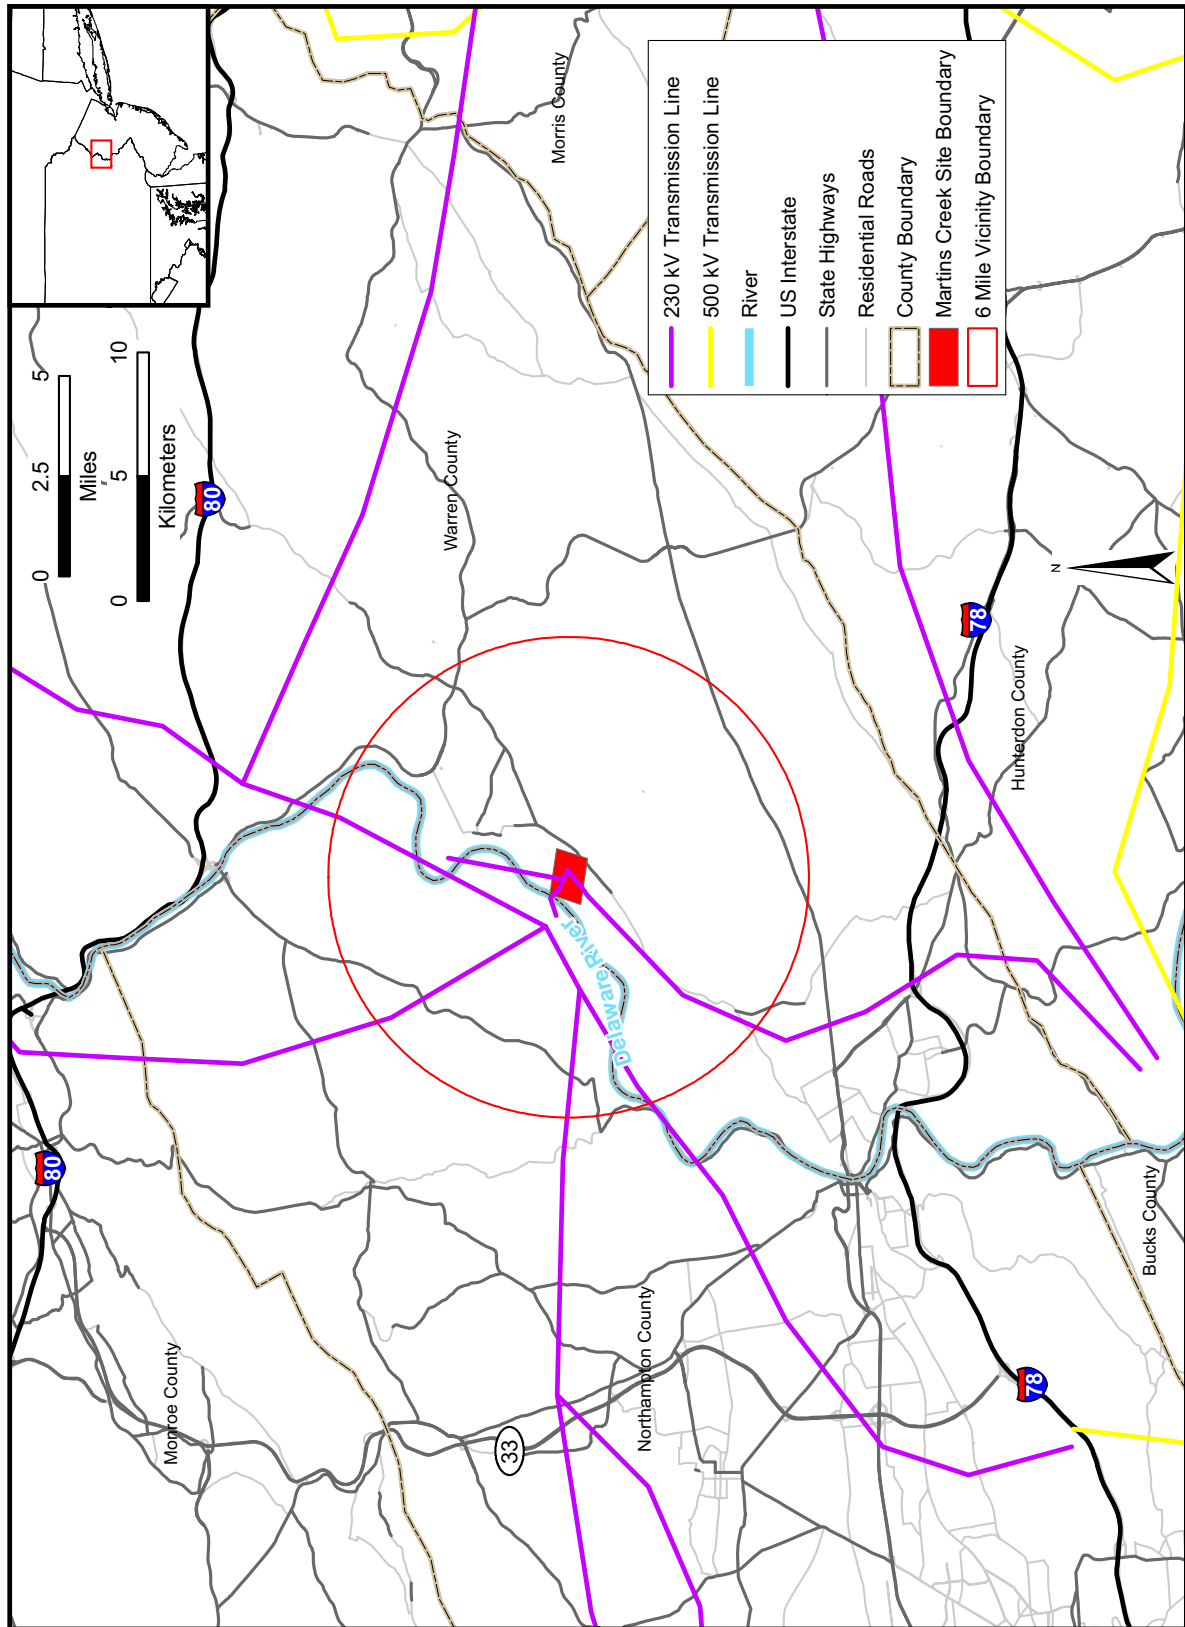 0 2.5 5
Miles
0 5 10
Kilometers
80
80
Monroe County
Warren County
Morris County
33
Northampton County
Delaware River
Hunterdon County
Bucks County
78
78
N
230 kV Transmission Line
500 kV Transmission Line
River
US Interstate
State Highways
Residential Roads
County Boundary
Martins Creek Site Boundary
6 Mile Vicinity Boundary